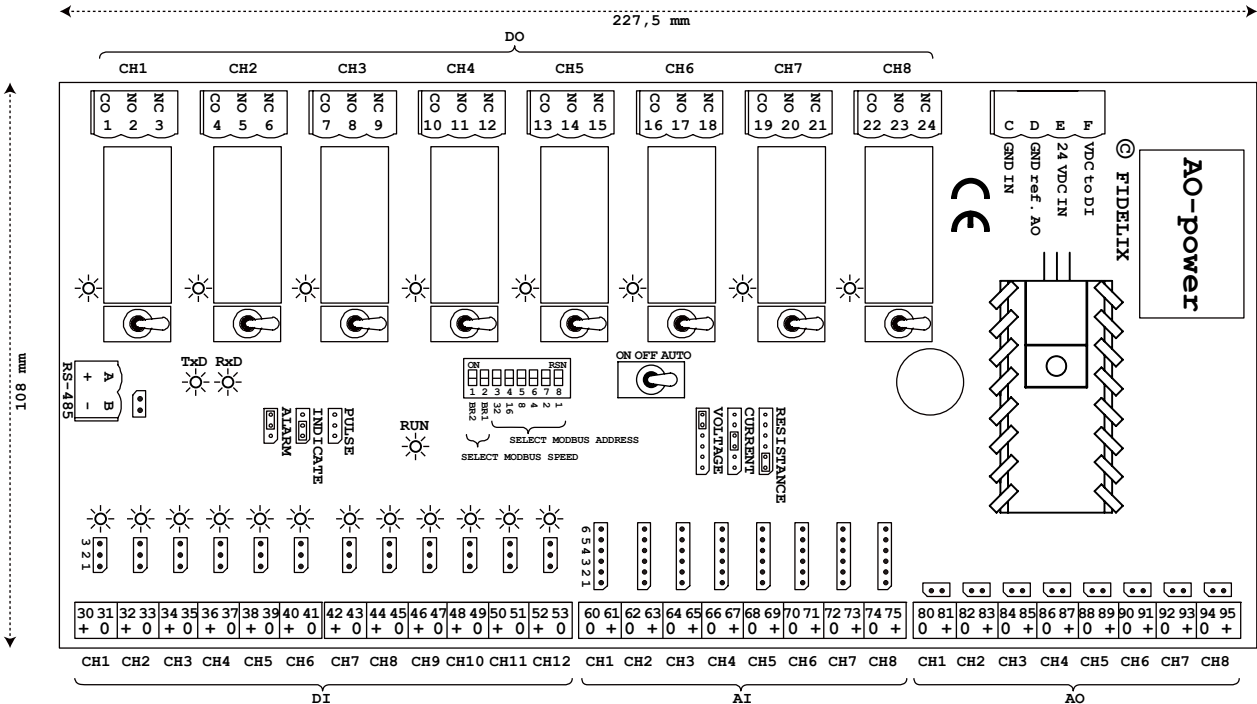 227,5 mm
DO
CH1 CH2 CH3 CH4 CH5 CH6 CH7 CH8
CO NO NC CO NO NC CO NO NC CO NO NC CO NO NC CO NO NC CO NO NC CO NO NC
1 2 3 4 5 6 7 8 9 10 11 12 13 14 15 16 17 18 19 20 21 22 23 24
C D E F
GND IN
GND ref. AO
24 VDC IN
VDC to DI
© FIDELIX
AO-power
CE
108 mm
RS-485
+ A
- B
TxD RxD
ON RSN
1 2 3 4 5 6 7 8
BR2 BR1 32 16 8 4 2 1
SELECT MODBUS ADDRESS
SELECT MODBUS SPEED
ON OFF AUTO
ALARM
INDICATE
PULSE
RUN
VOLTAGE
CURRENT
RESISTANCE
3 2 1
6 5 4 3 2 1
30 31 32 33 34 35 36 37 38 39 40 41 42 43 44 45 46 47 48 49 50 51 52 53
+ 0 + 0 + 0 + 0 + 0 + 0 + 0 + 0 + 0 + 0 + 0 + 0
60 61 62 63 64 65 66 67 68 69 70 71 72 73 74 75
0 + 0 + 0 + 0 + 0 + 0 + 0 + 0 +
80 81 82 83 84 85 86 87 88 89 90 91 92 93 94 95
0 + 0 + 0 + 0 + 0 + 0 + 0 + 0 +
CH1 CH2 CH3 CH4 CH5 CH6 CH7 CH8 CH9 CH10 CH11 CH12
CH1 CH2 CH3 CH4 CH5 CH6 CH7 CH8
CH1 CH2 CH3 CH4 CH5 CH6 CH7 CH8
DI
AI
AO